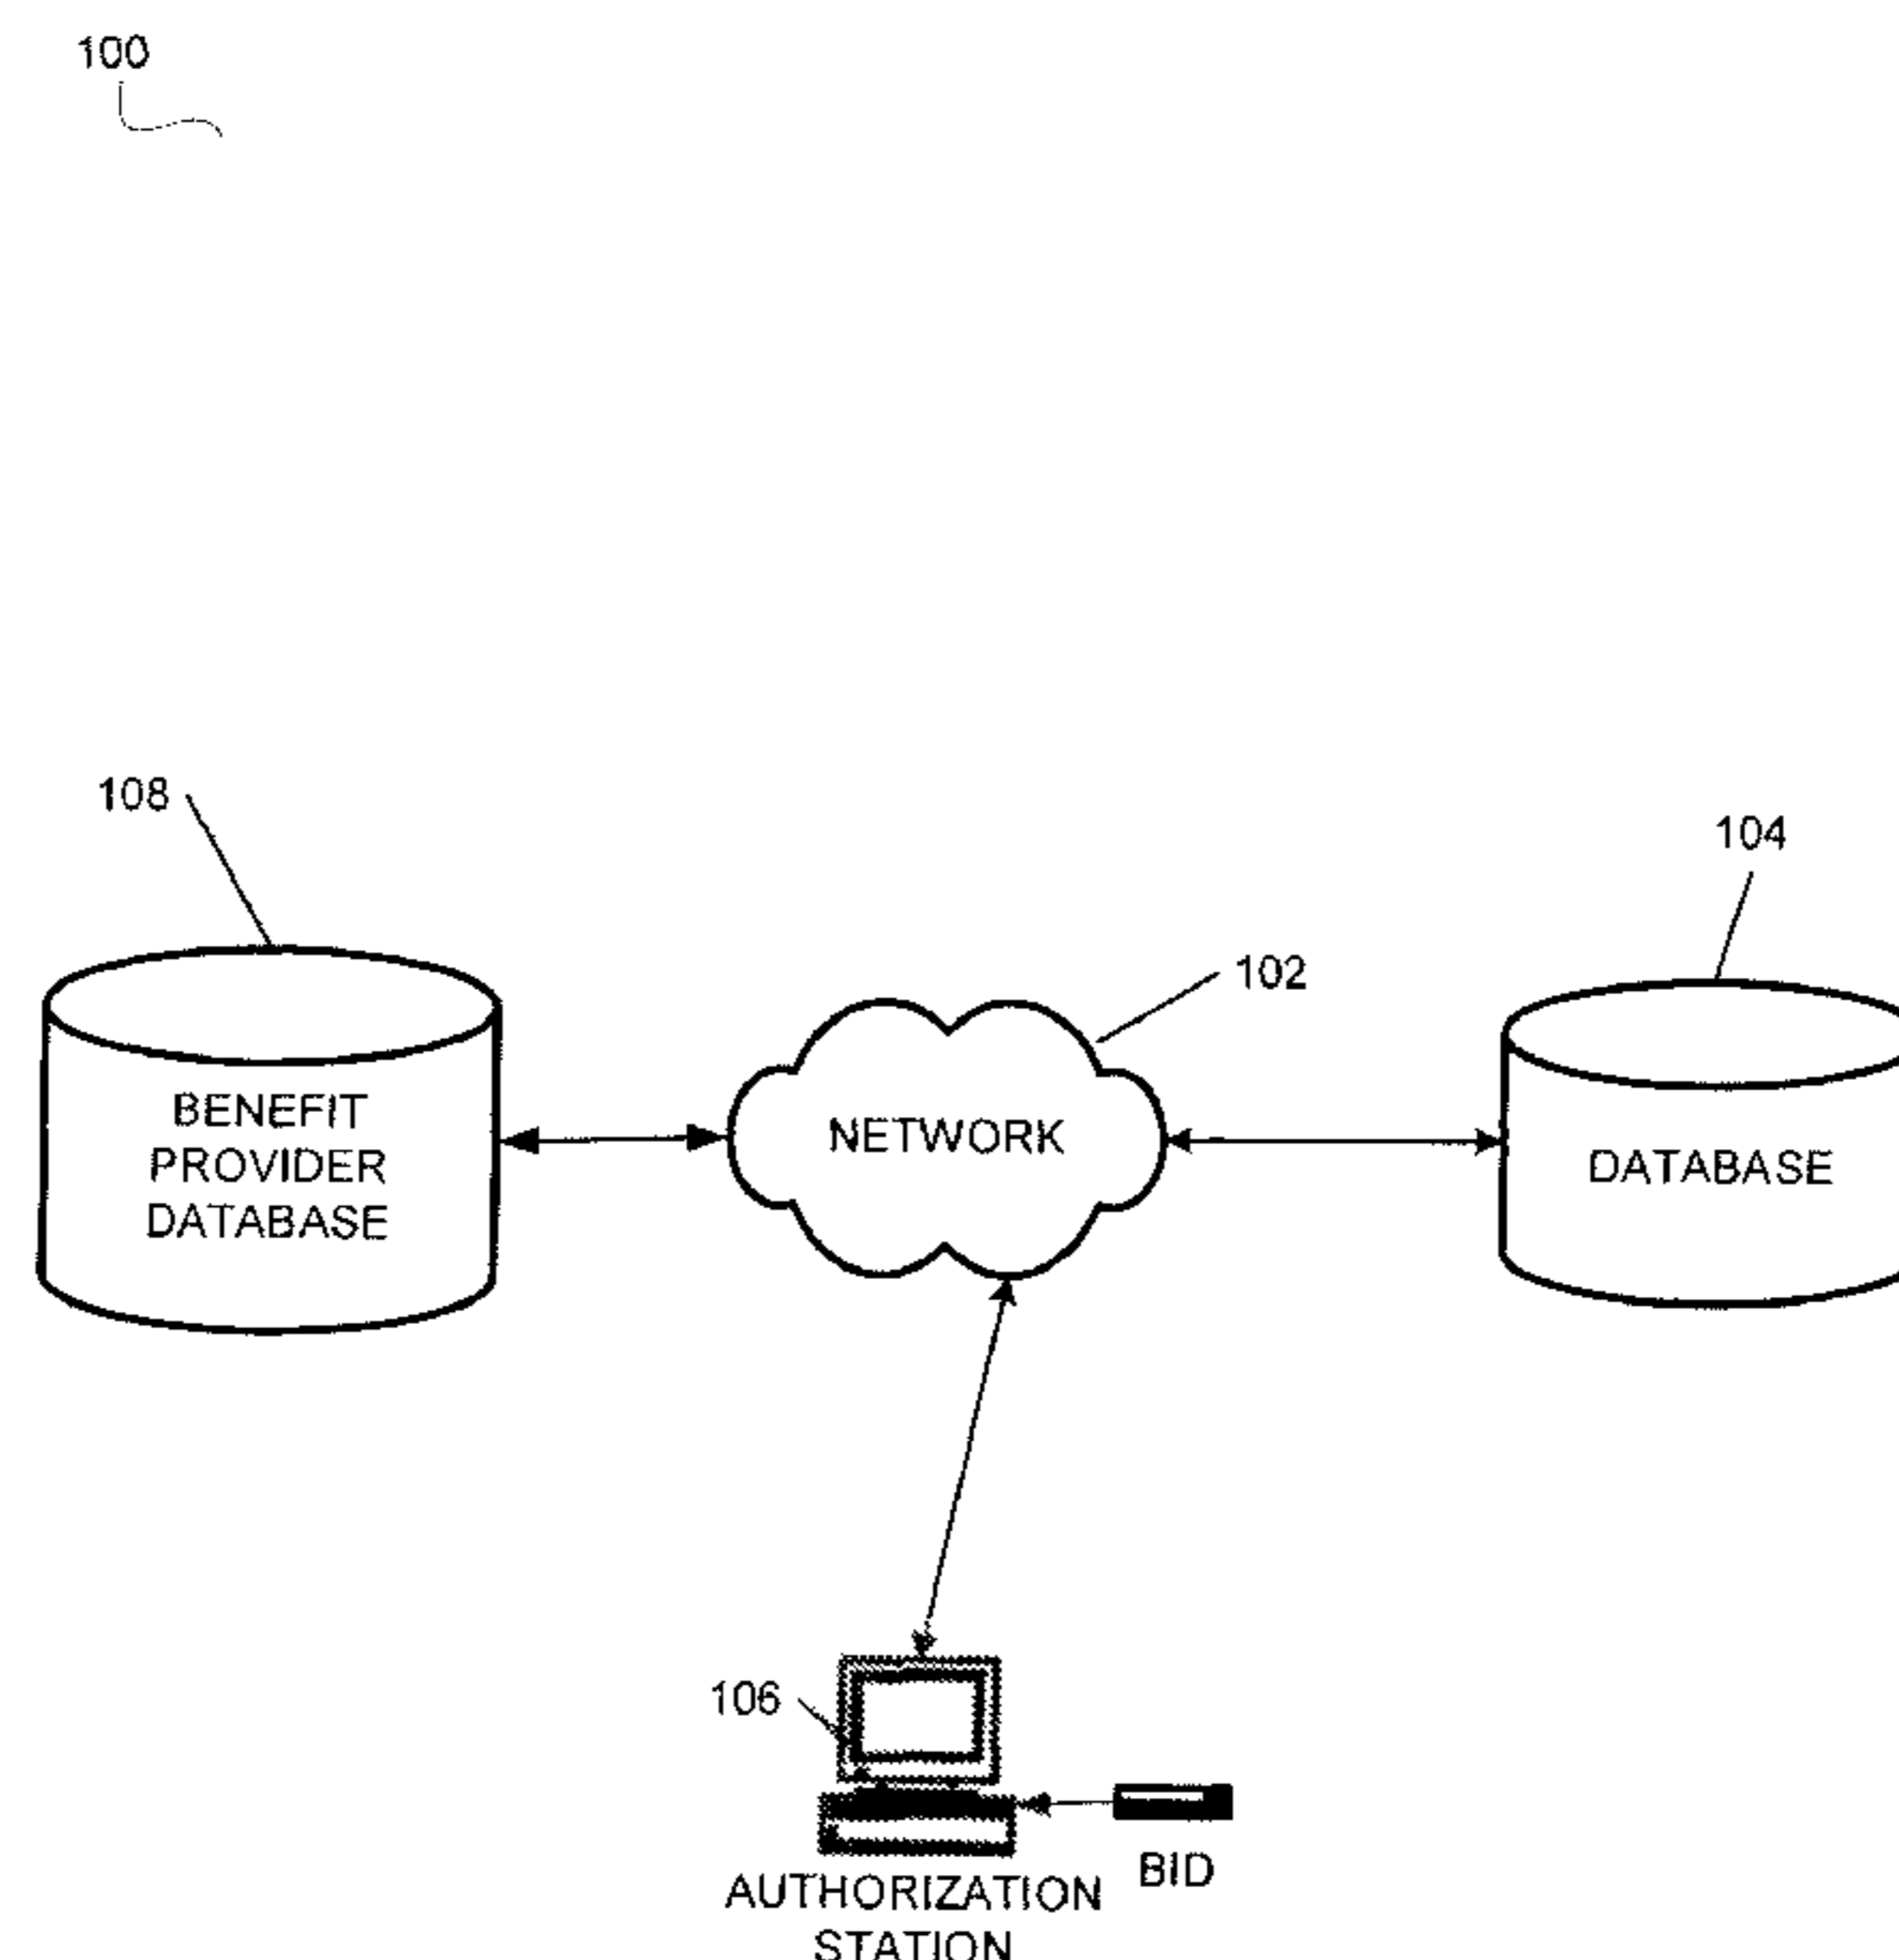 100
108
104
102
BENEFIT
PROVIDER
DATABASE
NETWORK
DATABASE
106
BID
AUTHORIZATION
STATION